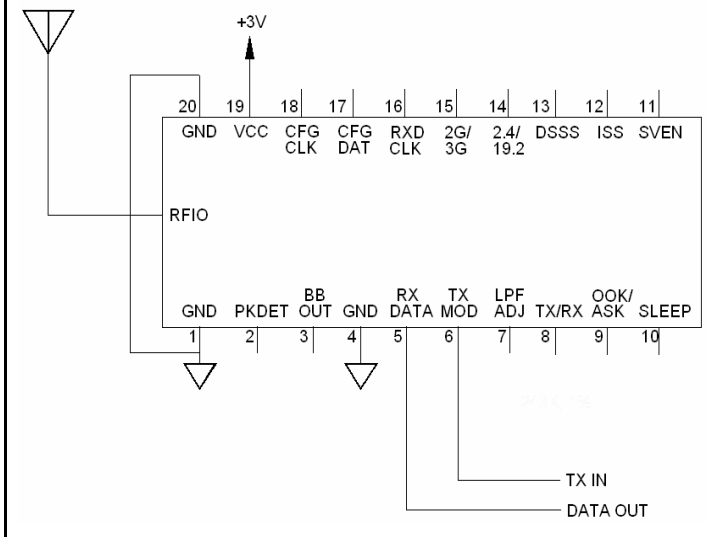 +3V
20 19 18 17 16 15 14 13 12 11
GND VCC CFG CFG RXD 2G/ 2.4/ DSSS ISS SVEN
CLK DAT CLK 3G 19.2
RFIO
BB RX TX LPF OOK/
GND PKDET OUT GND DATA MOD ADJ TX/RX ASK SLEEP
1 2 3 4 5 6 7 8 9 10
TX IN
DATA OUT